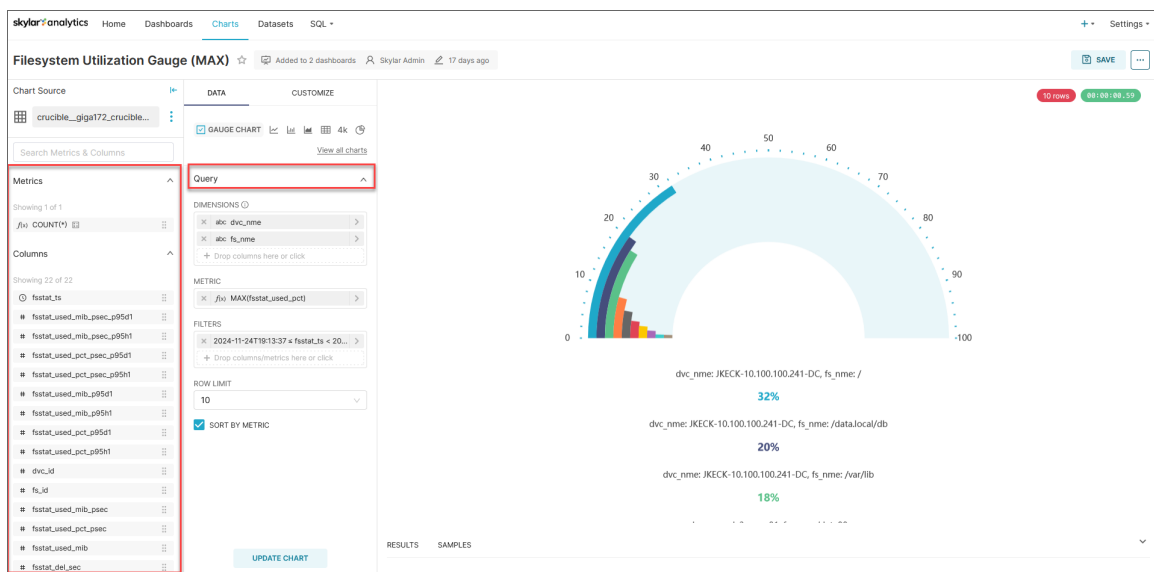 skylar analytics Home Dashboards Charts Datasets SQL
Settings
Filesystem Utilization Gauge (MAX) Added to 2 dashboards Skylar Admin 17 days ago
SAVE
Chart Source
crucible__giga172_crucible...
Search Metrics & Columns
Metrics
Showing 1 of 1
f(x) COUNT(*)
Columns
Showing 22 of 22
fsstat_ts
# fsstat_used_mib_psec_p95d1
# fsstat_used_mib_psec_p95h1
# fsstat_used_pct_psec_p95d1
# fsstat_used_pct_psec_p95h1
# fsstat_used_mib_p95d1
# fsstat_used_mib_p95h1
# fsstat_used_pct_p95d1
# fsstat_used_pct_p95h1
# dvc_id
# fs_id
# fsstat_used_mib_psec
# fsstat_used_pct_psec
# fsstat_used_mib
# fsstat_del_sec
DATA CUSTOMIZE
GAUGE CHART 4k
View all charts
Query
DIMENSIONS
abc dvc_nme
abc fs_nme
+ Drop columns here or click
METRIC
f(x) MAX(fsstat_used_pct)
FILTERS
2024-11-24T19:13:37 ≤ fsstat_ts < 20...
+ Drop columns/metrics here or click
ROW LIMIT
10
SORT BY METRIC
UPDATE CHART
10 rows 00:00:00.59
0
10
20
30
40
50
60
70
80
90
100
dvc_nme: JKECK-10.100.100.241-DC, fs_nme: /
32%
dvc_nme: JKECK-10.100.100.241-DC, fs_nme: /data.local/db
20%
dvc_nme: JKECK-10.100.100.241-DC, fs_nme: /var/lib
18%
RESULTS SAMPLES